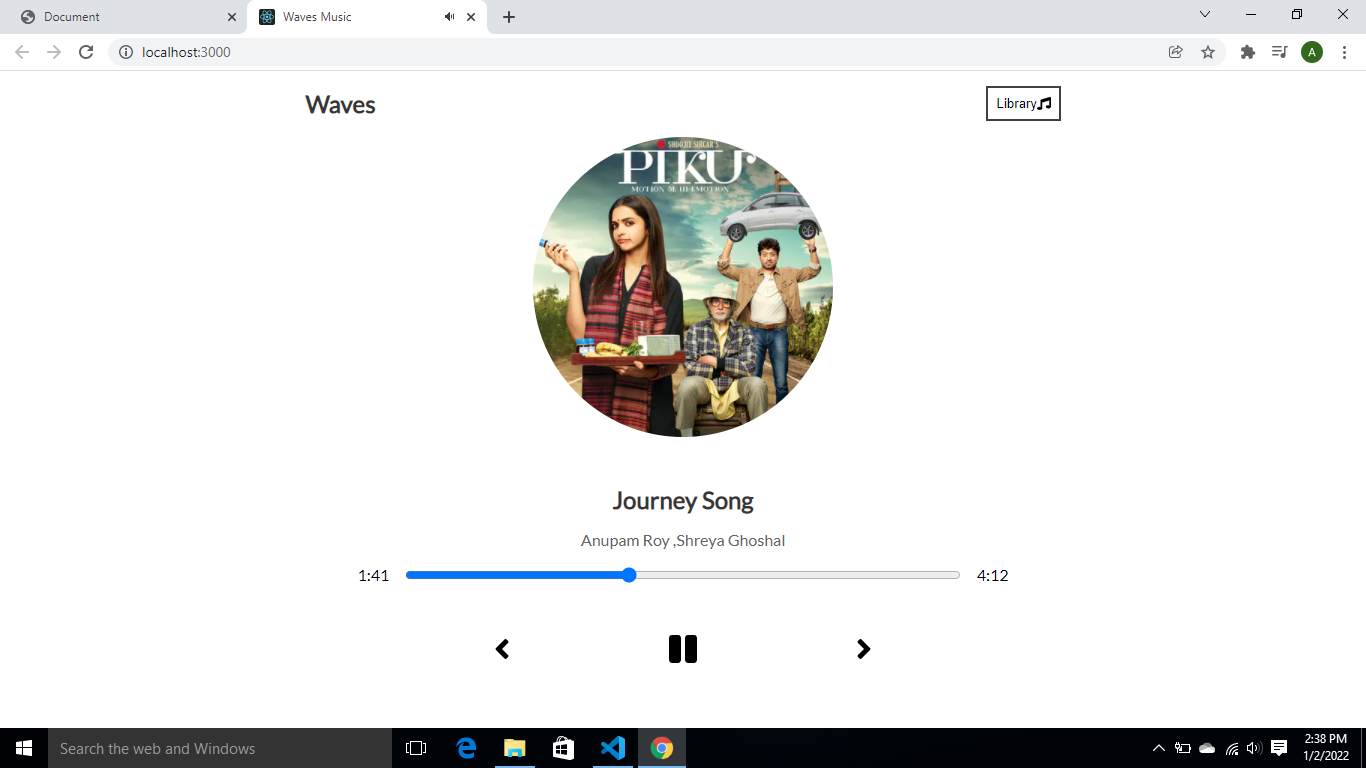 Document
Waves Music
localhost:3000
A
Waves
Library
SHOOJIT SIRCAR'S
PIKU
MOTION SE HI EMOTION
Journey Song
Anupam Roy ,Shreya Ghoshal
1:41
4:12
Search the web and Windows
2:38 PM
1/2/2022